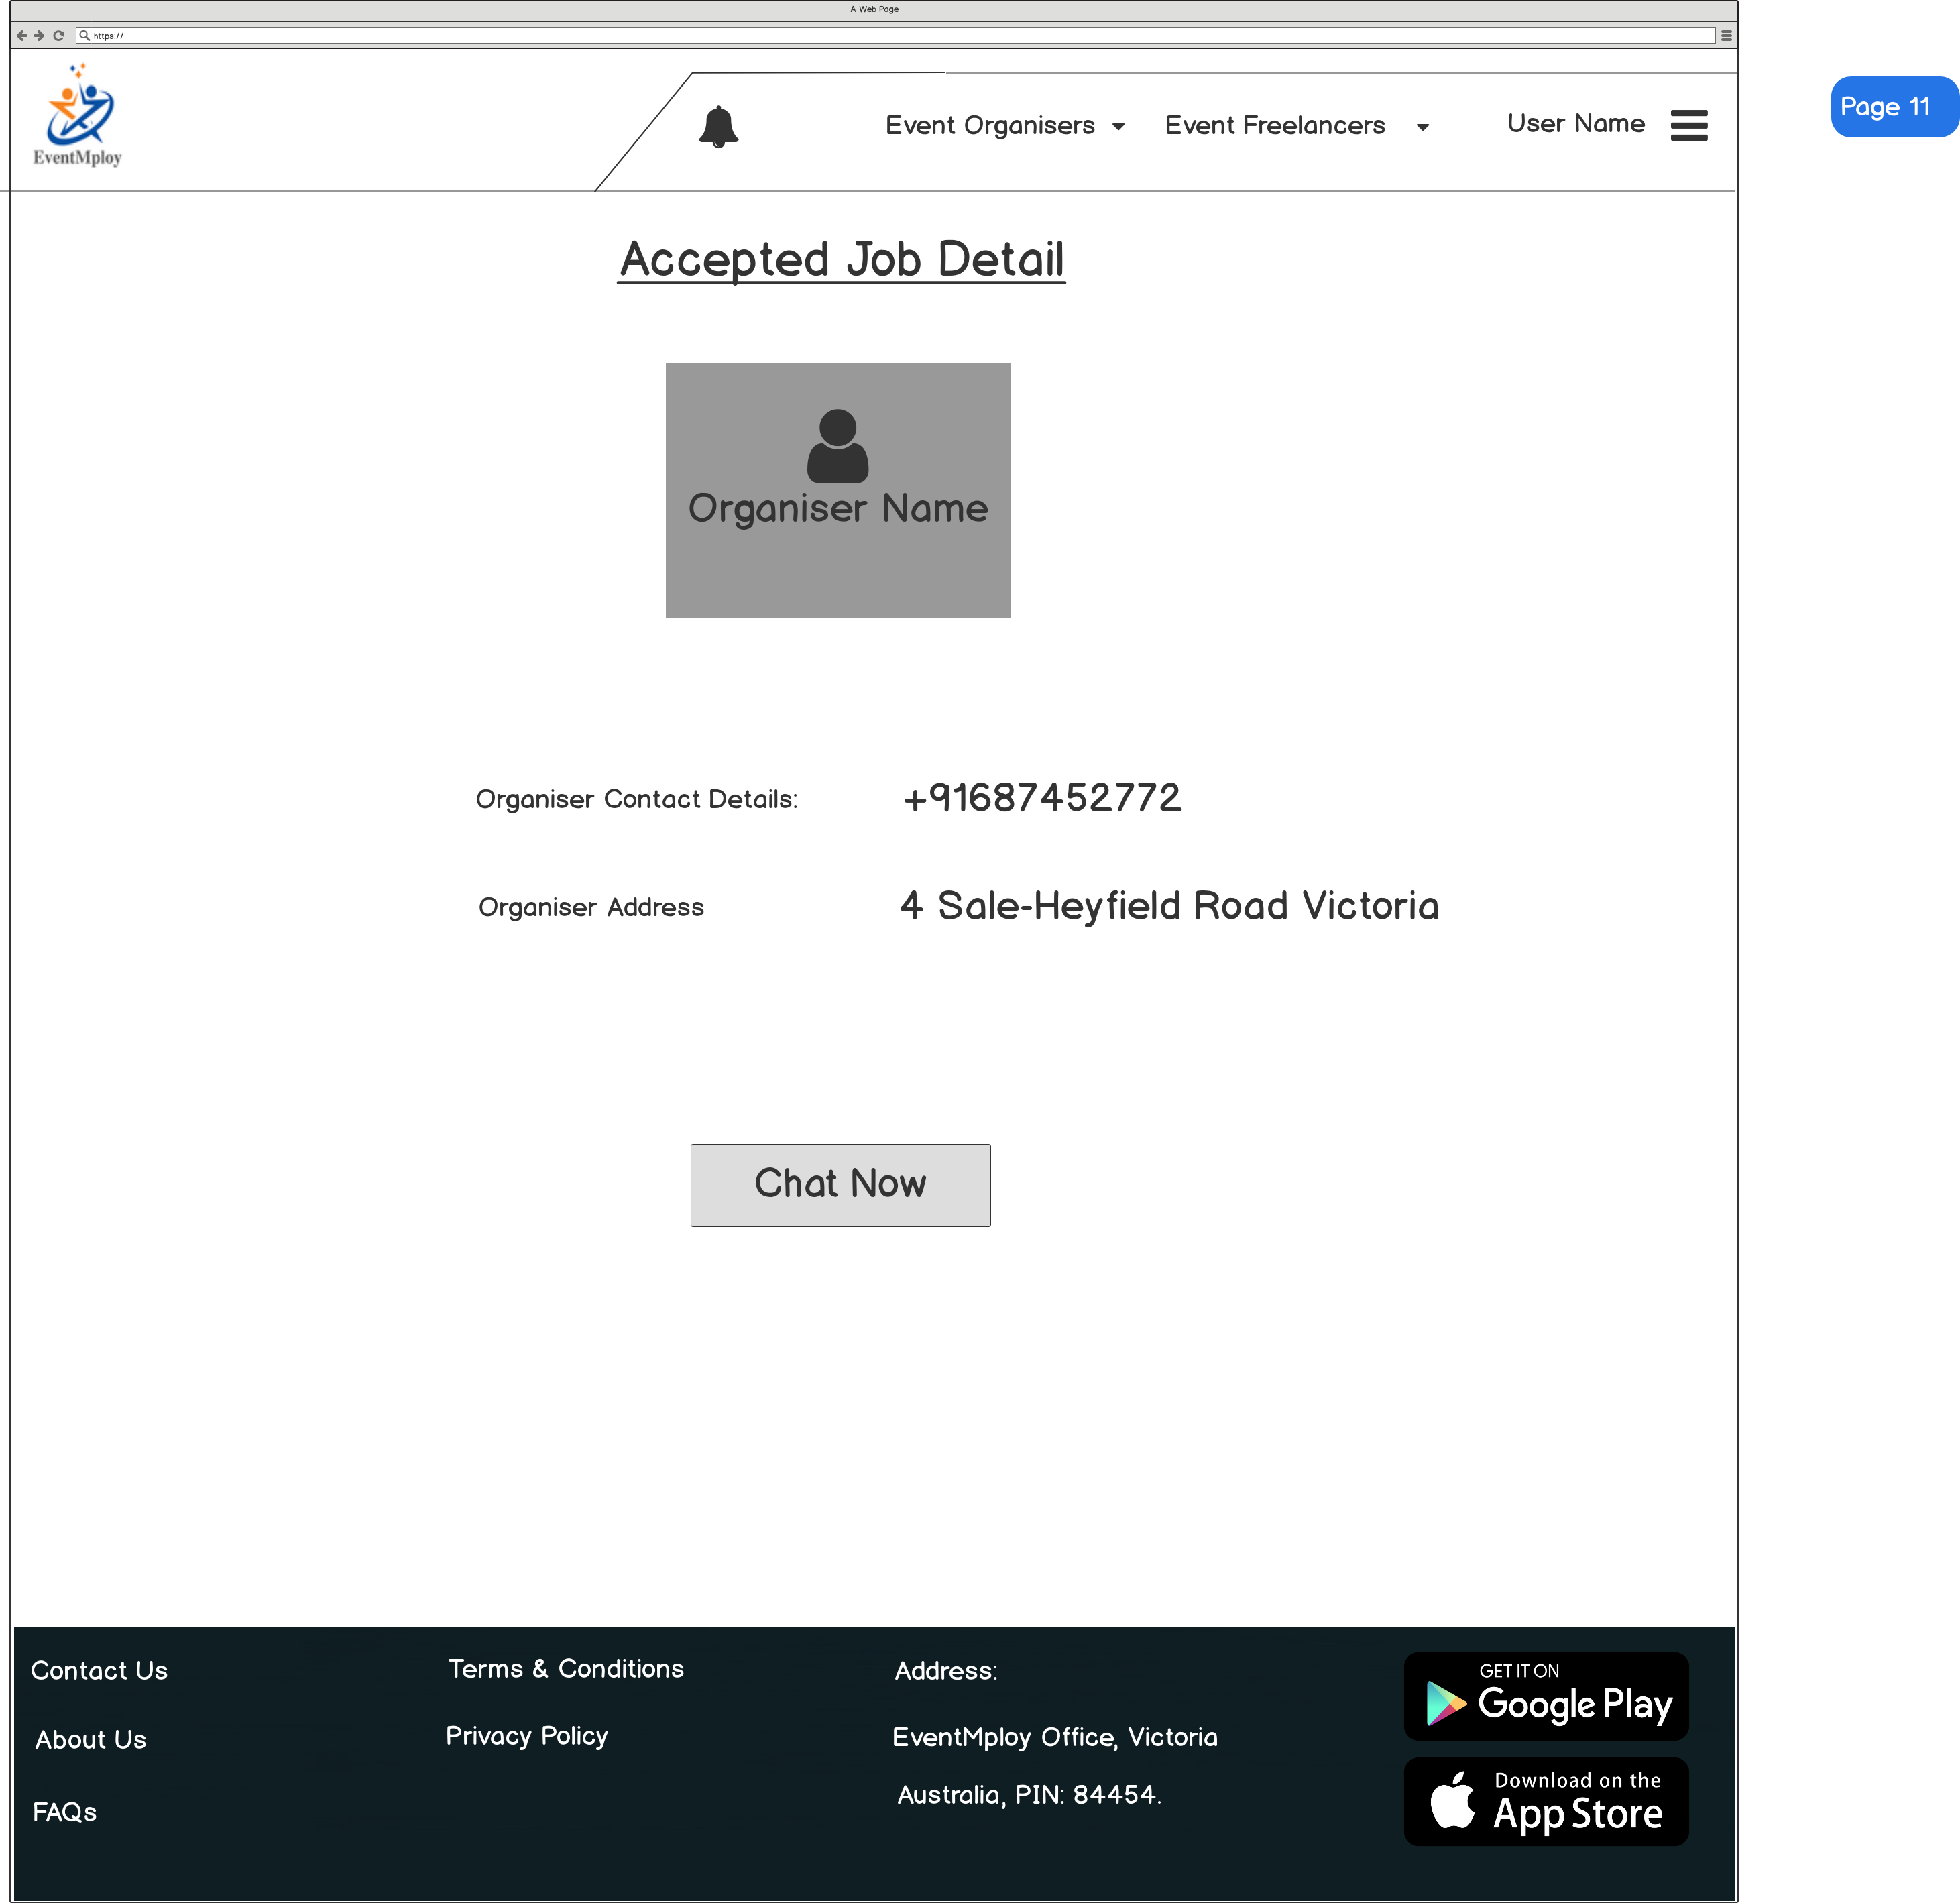 A Web Page
https://
EventMploy
Event Organisers
Event Freelancers
User Name
Page 11
Accepted Job Detail
Organiser Name
Organiser Contact Details:
+91687452772
Organiser Address
4 Sale-Heyfield Road Victoria
Chat Now
Contact Us
About Us
FAQs
Terms & Conditions
Privacy Policy
Address:
EventMploy Office, Victoria
Australia, PIN: 84454.
GET IT ON
Google Play
Download on the
App Store